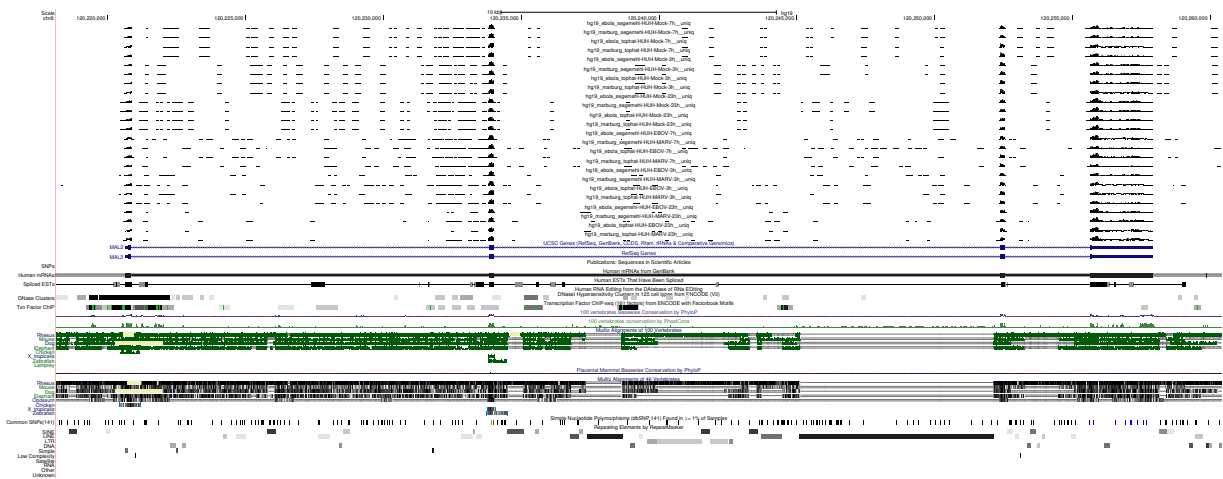 Scale 10 kb hg19
chr8: 120,220,000 120,225,000 120,230,000 120,235,000 120,240,000 120,245,000 120,250,000 120,255,000 120,260,000
hg19_ebola_segemehl-HUH-Mock-7h__uniq
hg19_marburg_segemehl-HUH-Mock-7h__uniq
hg19_ebola_tophat-HUH-Mock-7h__uniq
hg19_marburg_tophat-HUH-Mock-7h__uniq
hg19_ebola_segemehl-HUH-Mock-3h__uniq
hg19_marburg_segemehl-HUH-Mock-3h__uniq
hg19_ebola_tophat-HUH-Mock-3h__uniq
hg19_marburg_tophat-HUH-Mock-3h__uniq
hg19_ebola_segemehl-HUH-Mock-23h__uniq
hg19_marburg_segemehl-HUH-Mock-23h__uniq
hg19_ebola_tophat-HUH-Mock-23h__uniq
hg19_marburg_tophat-HUH-Mock-23h__uniq
hg19_ebola_segemehl-HUH-EBOV-7h__uniq
hg19_marburg_segemehl-HUH-MARV-7h__uniq
hg19_ebola_tophat-HUH-EBOV-7h__uniq
hg19_marburg_tophat-HUH-MARV-7h__uniq
hg19_ebola_segemehl-HUH-EBOV-3h__uniq
hg19_marburg_segemehl-HUH-MARV-3h__uniq
hg19_ebola_tophat-HUH-EBOV-3h__uniq
hg19_marburg_tophat-HUH-MARV-3h__uniq
hg19_ebola_segemehl-HUH-EBOV-23h__uniq
hg19_marburg_segemehl-HUH-MARV-23h__uniq
hg19_ebola_tophat-HUH-EBOV-23h__uniq
hg19_marburg_tophat-HUH-MARV-23h__uniq
UCSC Genes (RefSeq, GenBank, CCDS, Rfam, tRNAs & Comparative Genomics)
MAL2
RefSeq Genes
MAL2
Publications: Sequences in Scientific Articles
SNPs
Human mRNAs from GenBank
Human mRNAs
Human ESTs That Have Been Spliced
Spliced ESTs
Human RNA Editing from the DAtabase of RNa EDiting
DNaseI Hypersensitivity Clusters in 125 cell types from ENCODE (V3)
DNase Clusters
Transcription Factor ChIP-seq (161 factors) from ENCODE with Factorbook Motifs
Txn Factor ChIP
100 vertebrates Basewise Conservation by PhyloP
100 vertebrates conservation by PhastCons
Multiz Alignments of 100 Vertebrates
Rhesus
Mouse
Dog
Elephant
Chicken
X_tropicalis
Zebrafish
Lamprey
Placental Mammal Basewise Conservation by PhyloP
Multiz Alignments of 46 Vertebrates
Rhesus
Mouse
Dog
Elephant
Opossum
Chicken
X_tropicalis
Zebrafish
Simple Nucleotide Polymorphisms (dbSNP 141) Found in >= 1% of Samples
Common SNPs(141)
Repeating Elements by RepeatMasker
SINE
LINE
LTR
DNA
Simple
Low Complexity
Satellite
RNA
Other
Unknown